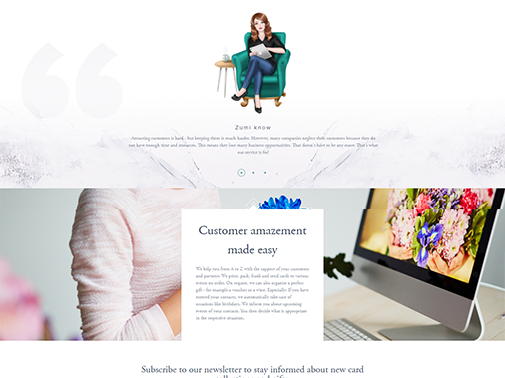 Zumi know
Attracting customers is hard - but keeping them is much harder. However, many companies neglect their customers because they do
not have enough time and resources. This means they lose many business opportunities. That doesn't have to be any more. That's what
our service is for!
Customer amazement
made easy
We help you from A to Z with the support of your customers
and partners. We print, pack, frank and send cards to various
events on order. On request, we can also organize a perfect
gift - for example a voucher or a wine. Especially: If you have
entered your contacts, we automatically take care of
occasions like birthdays. We inform you about upcoming
events of your contacts. You then decide what is appropriate
in the respective situation.
Subscribe to our newsletter to stay informed about new card